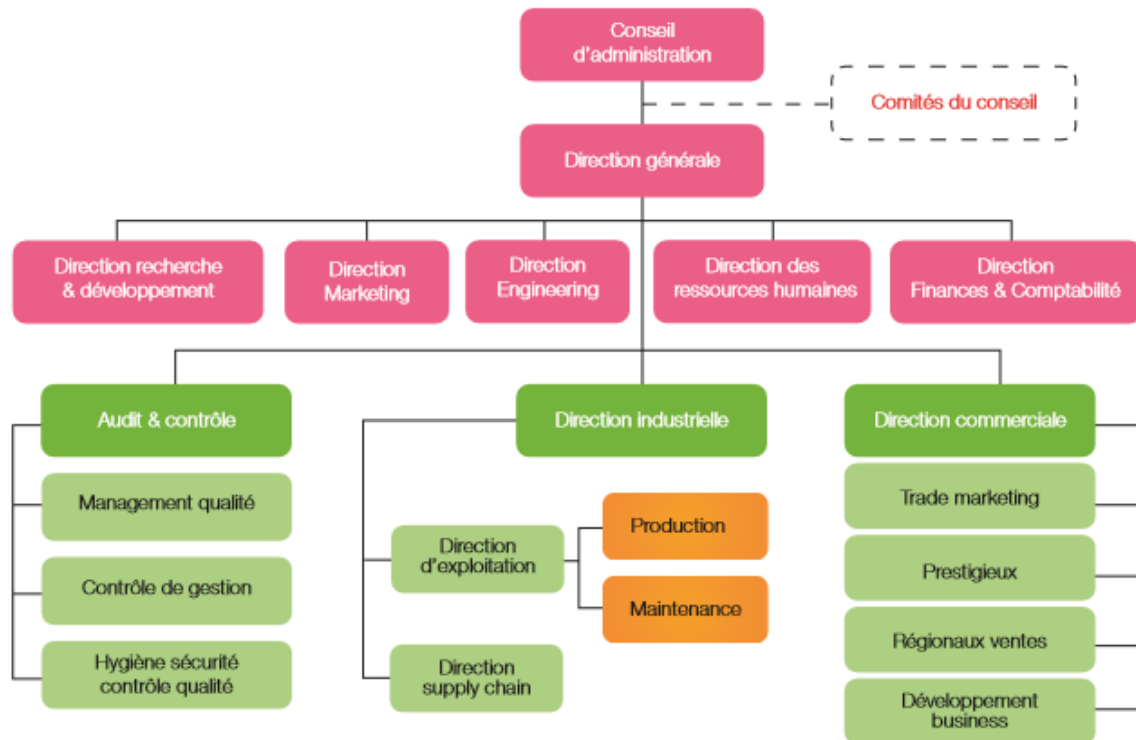 Conseil
d'administration
Comités du conseil
Direction générale
Direction recherche
& développement
Direction
Marketing
Direction
Engineering
Direction des
ressources humaines
Direction
Finances & Comptabilité
Audit & contrôle
Management qualité
Contrôle de gestion
Hygiène sécurité
contrôle qualité
Direction industrielle
Direction
d'exploitation
Production
Maintenance
Direction
supply chain
Direction commerciale
Trade marketing
Prestigieux
Régionaux ventes
Développement
business